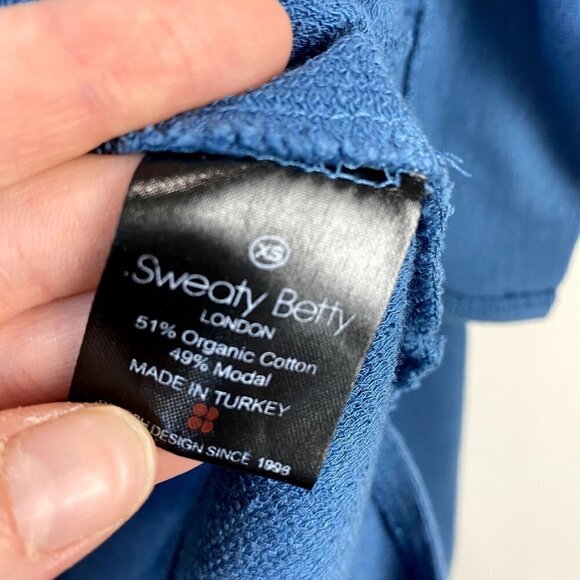 XS
Sweaty Betty
LONDON
51% Organic Cotton
49% Modal
MADE IN TURKEY
DESIGN SINCE 1998